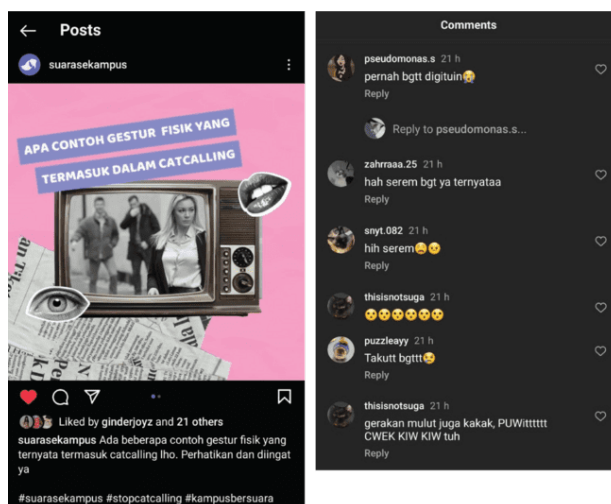 Posts
suarasekampus
APA CONTOH GESTUR FISIK YANG
TERMASUK DALAM CATCALLING
Liked by ginderjoyz and 21 others
suarasekampus Ada beberapa contoh gestur fisik yang
ternyata termasuk catcalling lho. Perhatikan dan diingat
ya
#suarasekampus #stopcatcalling #kampusbersuara
Comments
pseudomonas.s 21 h
pernah bgtt digituin😭
Reply
Reply to pseudomonas.s...
zahrraaa.25 21 h
hah serem bgt ya ternyataa
Reply
snyt.082 21 h
hih serem
Reply
thisisnotsuga 21 h
Reply
puzzleayy 21 h
Takutt bgttt
Reply
thisisnotsuga 21 h
gerakan mulut juga kakak, PUWitttttt
CWEK KIW KIW tuh
Reply